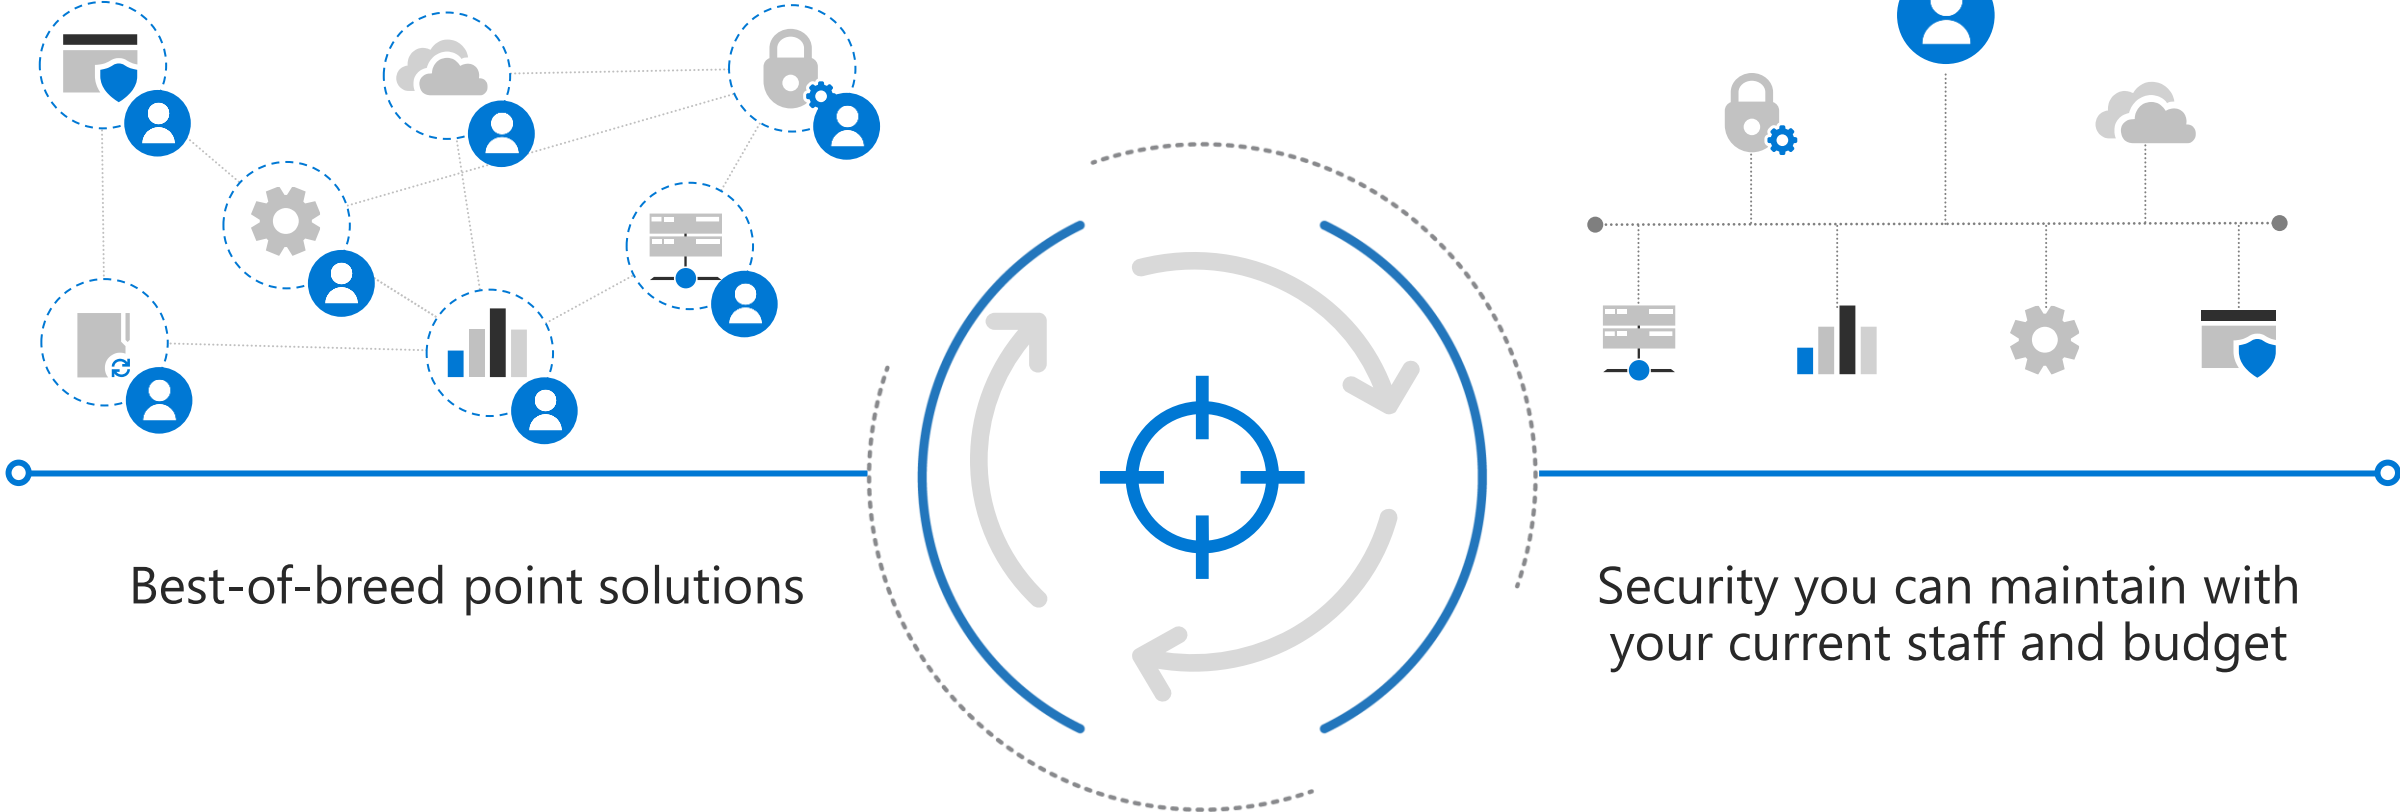 Best-of-breed point solutions
Security you can maintain with
your current staff and budget